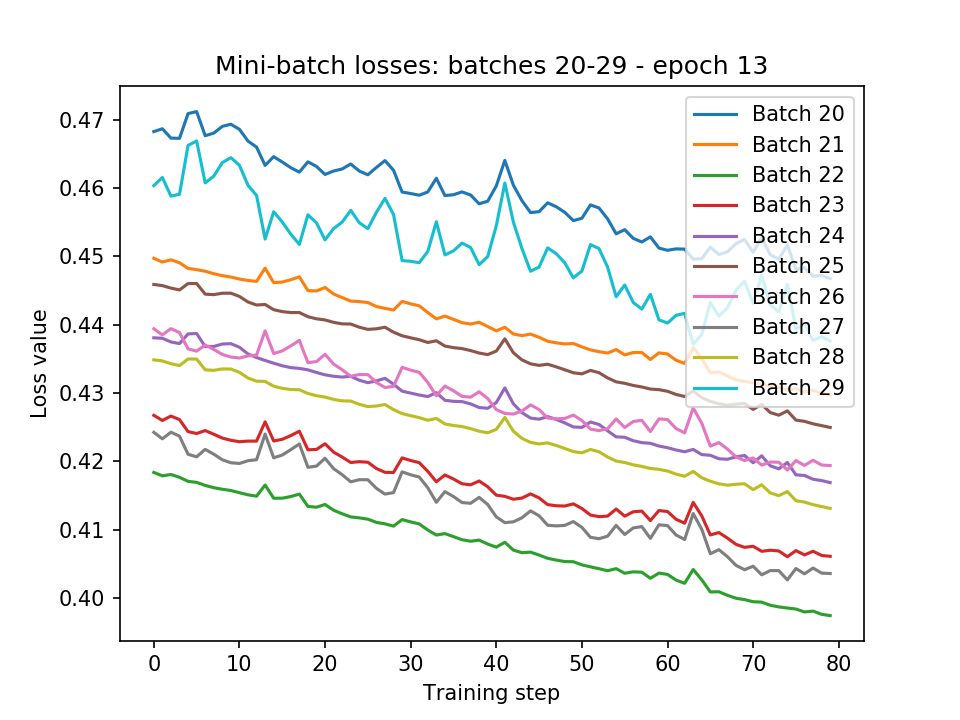 Mini-batch losses: batches 20-29 - epoch 13
Loss value
0.47
0.46
0.45
0.44
0.43
0.42
0.41
0.40
Batch 20
Batch 21
Batch 22
Batch 23
Batch 24
Batch 25
Batch 26
Batch 27
Batch 28
Batch 29
0 10 20 30 40 50 60 70 80
Training step